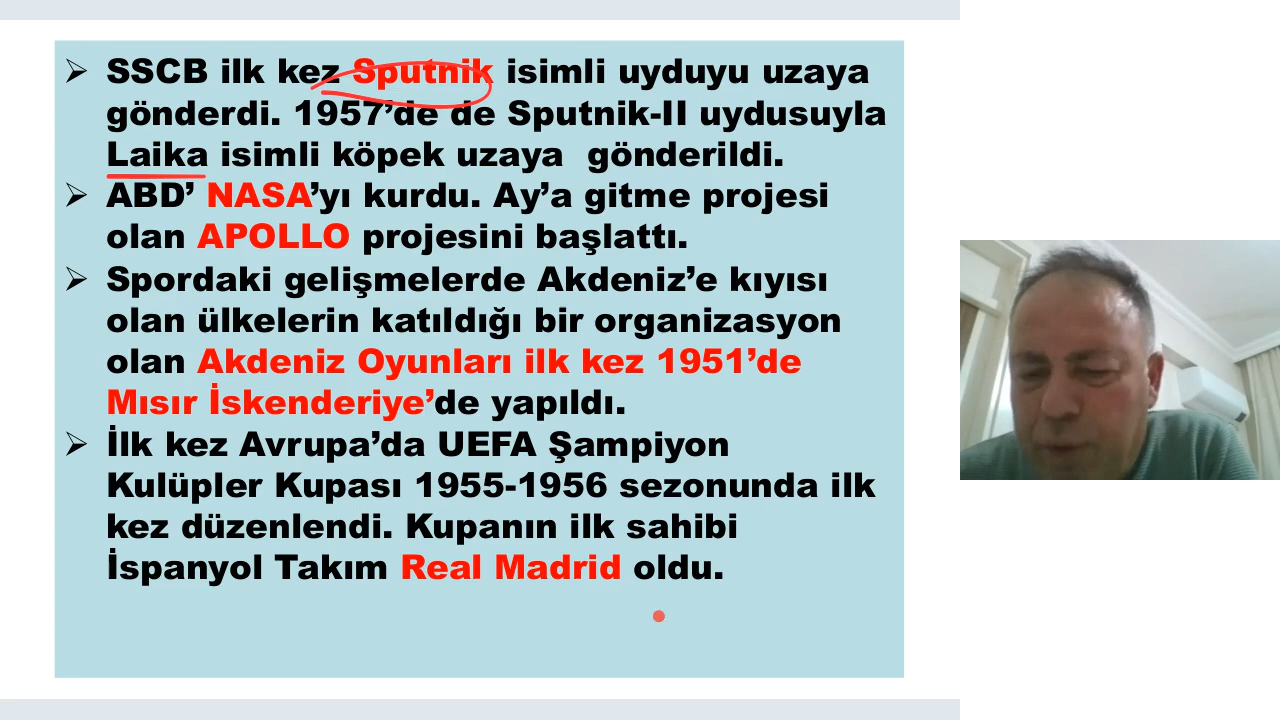 SSCB ilk kez Sputnik isimli uyduyu uzaya
gönderdi. 1957’de de Sputnik-II uydusuyla
Laika isimli köpek uzaya  gönderildi.
ABD’ NASA’yı kurdu. Ay’a gitme projesi
olan APOLLO projesini başlattı.
Spordaki gelişmelerde Akdeniz’e kıyısı
olan ülkelerin katıldığı bir organizasyon
olan Akdeniz Oyunları ilk kez 1951’de
Mısır İskenderiye’de yapıldı.
İlk kez Avrupa’da UEFA Şampiyon
Kulüpler Kupası 1955-1956 sezonunda ilk
kez düzenlendi. Kupanın ilk sahibi
İspanyol Takım Real Madrid oldu.